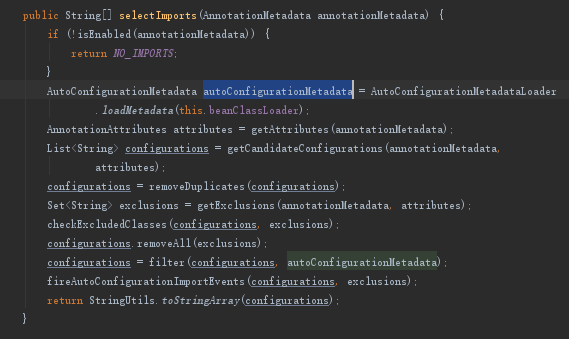 public String[] selectImports(AnnotationMetadata annotationMetadata) {
if (!isEnabled(annotationMetadata)) {
return NO_IMPORTS;
}
AutoConfigurationMetadata autoConfigurationMetadata = AutoConfigurationMetadataLoader
.loadMetadata(this.beanClassLoader);
AnnotationAttributes attributes = getAttributes(annotationMetadata);
List<String> configurations = getCandidateConfigurations(annotationMetadata,
attributes);
configurations = removeDuplicates(configurations);
Set<String> exclusions = getExclusions(annotationMetadata, attributes);
checkExcludedClasses(configurations, exclusions);
configurations.removeAll(exclusions);
configurations = filter(configurations, autoConfigurationMetadata);
fireAutoConfigurationImportEvents(configurations, exclusions);
return StringUtils.toStringArray(configurations);
}